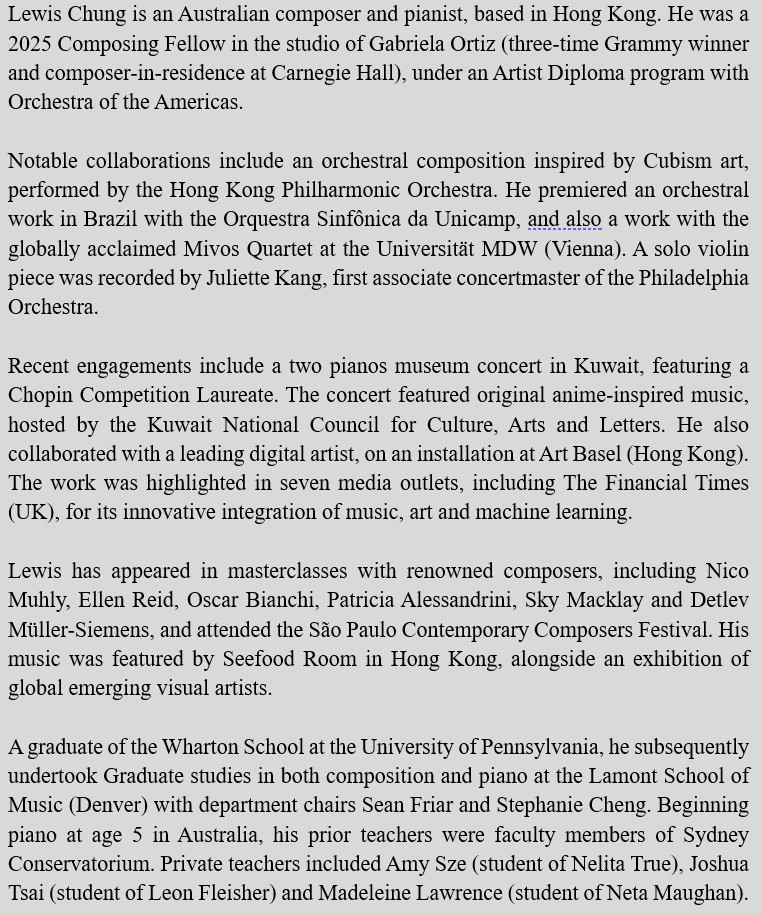 Lewis Chung is an Australian composer and pianist, based in Hong Kong. He was a
2025 Composing Fellow in the studio of Gabriela Ortiz (three-time Grammy winner
and composer-in-residence at Carnegie Hall), under an Artist Diploma program with
Orchestra of the Americas.
Notable collaborations include an orchestral composition inspired by Cubism art,
performed by the Hong Kong Philharmonic Orchestra. He premiered an orchestral
work in Brazil with the Orquestra Sinfônica da Unicamp, and also a work with the
globally acclaimed Mivos Quartet at the Universität MDW (Vienna). A solo violin
piece was recorded by Juliette Kang, first associate concertmaster of the Philadelphia
Orchestra.
Recent engagements include a two pianos museum concert in Kuwait, featuring a
Chopin Competition Laureate. The concert featured original anime-inspired music,
hosted by the Kuwait National Council for Culture, Arts and Letters. He also
collaborated with a leading digital artist, on an installation at Art Basel (Hong Kong).
The work was highlighted in seven media outlets, including The Financial Times
(UK), for its innovative integration of music, art and machine learning.
Lewis has appeared in masterclasses with renowned composers, including Nico
Muhly, Ellen Reid, Oscar Bianchi, Patricia Alessandrini, Sky Macklay and Detlev
Müller-Siemens, and attended the São Paulo Contemporary Composers Festival. His
music was featured by Seefood Room in Hong Kong, alongside an exhibition of
global emerging visual artists.
A graduate of the Wharton School at the University of Pennsylvania, he subsequently
undertook Graduate studies in both composition and piano at the Lamont School of
Music (Denver) with department chairs Sean Friar and Stephanie Cheng. Beginning
piano at age 5 in Australia, his prior teachers were faculty members of Sydney
Conservatorium. Private teachers included Amy Sze (student of Nelita True), Joshua
Tsai (student of Leon Fleisher) and Madeleine Lawrence (student of Neta Maughan).